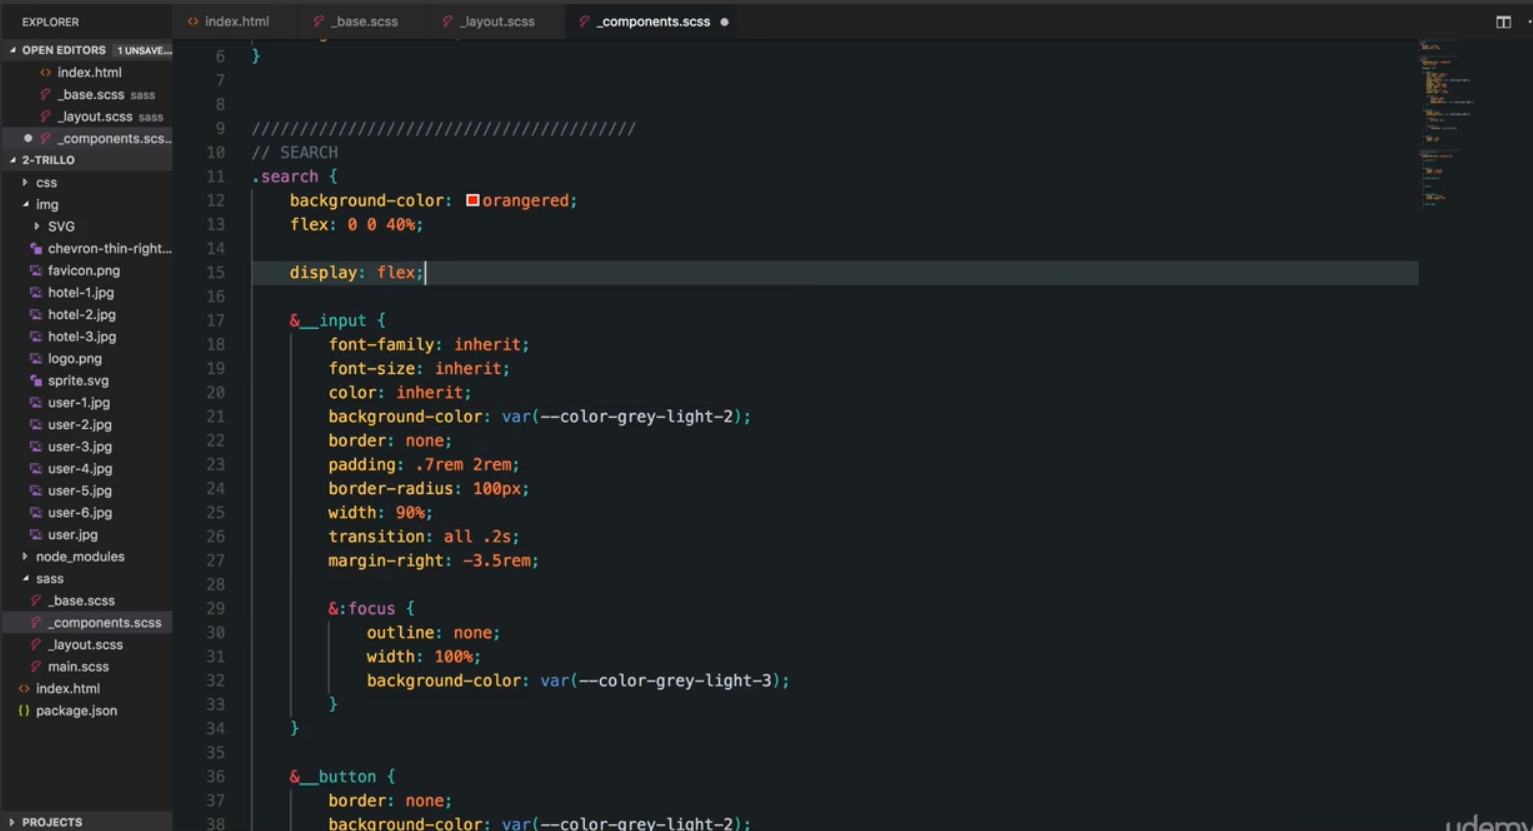 EXPLORER
index.html
_base.scss
_layout.scss
_components.scss
OPEN EDITORS 1 UNSAVE...
index.html
_base.scss sass
_layout.scss sass
_components.scs...
2-TRILLO
css
img
SVG
chevron-thin-right...
favicon.png
hotel-1.jpg
hotel-2.jpg
hotel-3.jpg
logo.png
sprite.svg
user-1.jpg
user-2.jpg
user-3.jpg
user-4.jpg
user-5.jpg
user-6.jpg
user.jpg
node_modules
sass
_base.scss
_components.scss
_layout.scss
main.scss
index.html
package.json
PROJECTS
6 }
7
8
9 ////////////////////////////////////////
10 // SEARCH
11 .search {
12 background-color: orangered;
13 flex: 0 0 40%;
14
15 display: flex;
16
17 &__input {
18 font-family: inherit;
19 font-size: inherit;
20 color: inherit;
21 background-color: var(--color-grey-light-2);
22 border: none;
23 padding: .7rem 2rem;
24 border-radius: 100px;
25 width: 90%;
26 transition: all .2s;
27 margin-right: -3.5rem;
28
29 &:focus {
30 outline: none;
31 width: 100%;
32 background-color: var(--color-grey-light-3);
33 }
34 }
35
36 &__button {
37 border: none;
38 background-color: var(--color-grey-light-2);
udemy